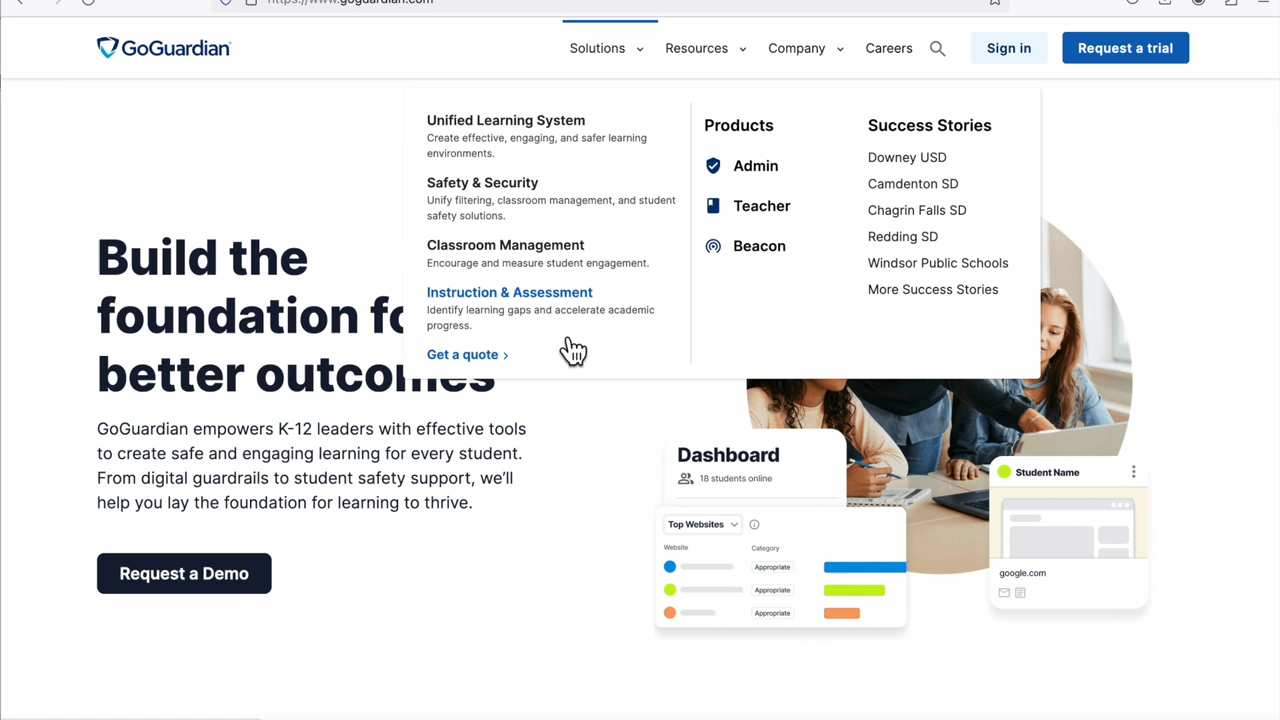 https://www.goguardian.com
GoGuardian
Solutions
Resources
Company
Careers
Sign in
Request a trial
Unified Learning System
Create effective, engaging, and safer learning
environments.
Safety & Security
Unify filtering, classroom management, and student
safety solutions.
Classroom Management
Encourage and measure student engagement.
Instruction & Assessment
Identify learning gaps and accelerate academic
progress.
Get a quote ›
Products
Admin
Teacher
Beacon
Success Stories
Downey USD
Camdenton SD
Chagrin Falls SD
Redding SD
Windsor Public Schools
More Success Stories
Build the
foundation fo
better outcomes
GoGuardian empowers K-12 leaders with effective tools
to create safe and engaging learning for every student.
From digital guardrails to student safety support, we'll
help you lay the foundation for learning to thrive.
Request a Demo
Dashboard
18 students online
Top Websites
Website
Category
Appropriate
Appropriate
Appropriate
Student Name
google.com